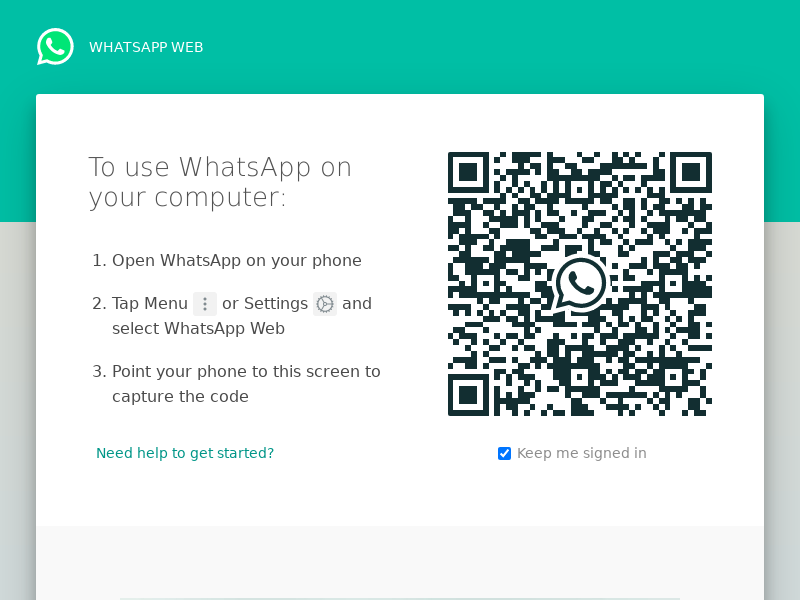 WHATSAPP WEB
To use WhatsApp on
your computer:
1. Open WhatsApp on your phone
2. Tap Menu or Settings and
select WhatsApp Web
3. Point your phone to this screen to
capture the code
Need help to get started?
Keep me signed in